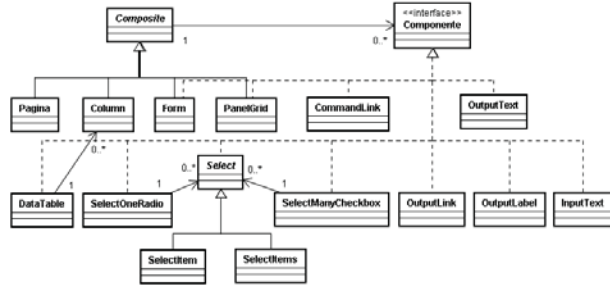 Composite
<<interface>>
Componente
1
0..*
Pagina
Column
Form
PanelGrid
CommandLink
OutputText
0..*
0..*
Select
0..*
1
1
1
DataTable
SelectOneRadio
SelectManyCheckbox
OutputLink
OutputLabel
InputText
SelectItem
SelectItems